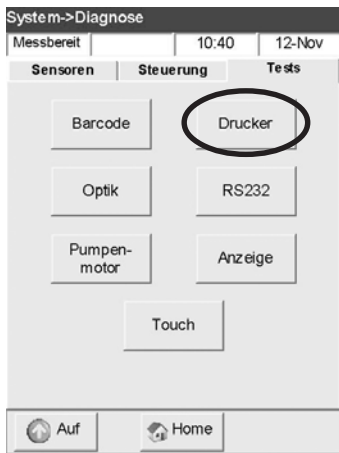 System->Diagnose
Messbereit 10:40 12-Nov
Sensoren Steuerung Tests
Barcode Drucker
Optik RS232
Pumpen-
motor
Anzeige
Touch
Auf Home